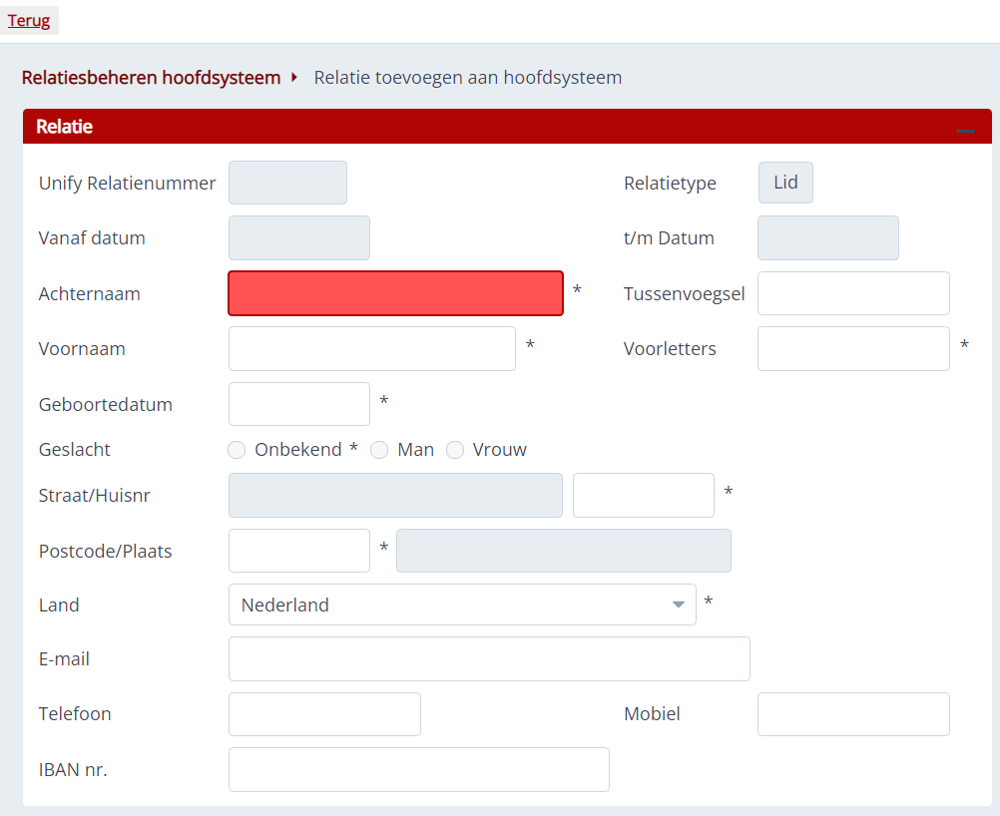 Terug
Relatiesbeheren hoofdsysteem Relatie toevoegen aan hoofdsysteem
Relatie
Unify Relatienummer Relatietype Lid
Vanaf datum t/m Datum
Achternaam * Tussenvoegsel
Voornaam * Voorletters *
Geboortedatum *
Geslacht Onbekend * Man Vrouw
Straat/Huisnr *
Postcode/Plaats *
Land Nederland *
E-mail
Telefoon Mobiel
IBAN nr.